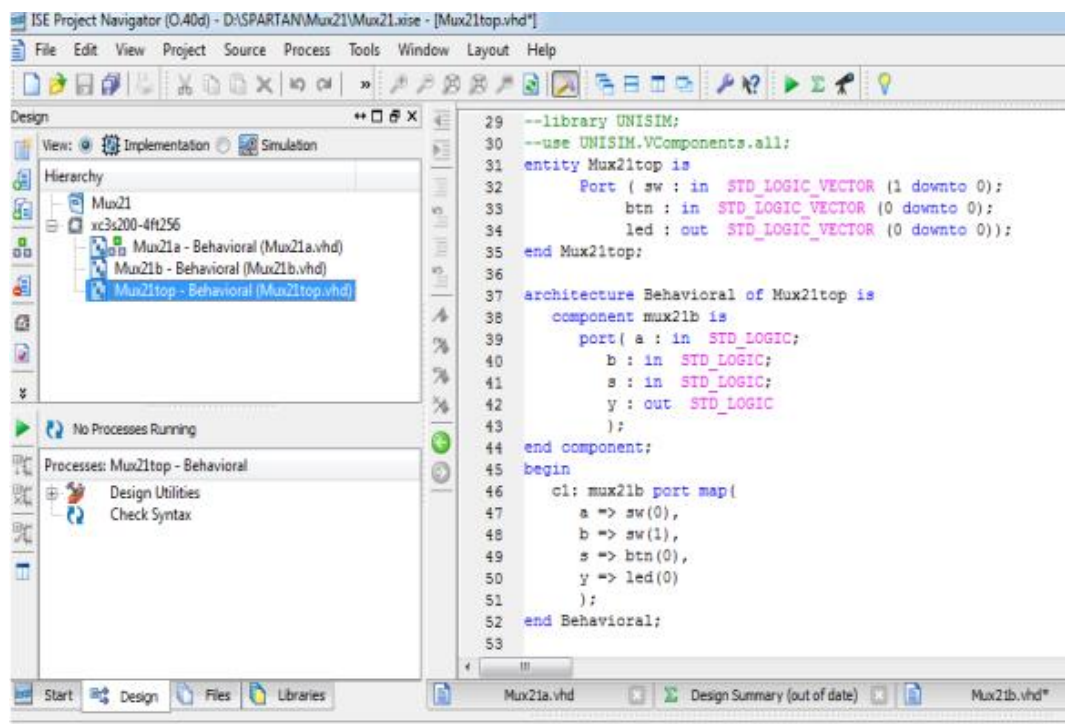 ISE Project Navigator (O.40d) - D:\SPARTAN\Mux21\Mux21.xise - [Mux21top.vhd*]
File Edit View Project Source Process Tools Window Layout Help
Design
View: Implementation Simulation
Hierarchy
Mux21
xc3s200-4ft256
Mux21a - Behavioral (Mux21a.vhd)
Mux21b - Behavioral (Mux21b.vhd)
Mux21top - Behavioral (Mux21top.vhd)
No Processes Running
Processes: Mux21top - Behavioral
Design Utilities
Check Syntax
29 --library UNISIM;
30 --use UNISIM.VComponents.all;
31 entity Mux21top is
32 Port ( sw : in STD_LOGIC_VECTOR (1 downto 0);
33 btn : in STD_LOGIC_VECTOR (0 downto 0);
34 led : out STD_LOGIC_VECTOR (0 downto 0));
35 end Mux21top;
36
37 architecture Behavioral of Mux21top is
38 component mux21b is
39 port( a : in STD_LOGIC;
40 b : in STD_LOGIC;
41 s : in STD_LOGIC;
42 y : out STD_LOGIC
43 );
44 end component;
45 begin
46 c1: mux21b port map(
47 a => sw(0),
48 b => sw(1),
49 s => btn(0),
50 y => led(0)
51 );
52 end Behavioral;
53
Start Design Files Libraries
Mux21a.vhd Design Summary (out of date) Mux21b.vhd*